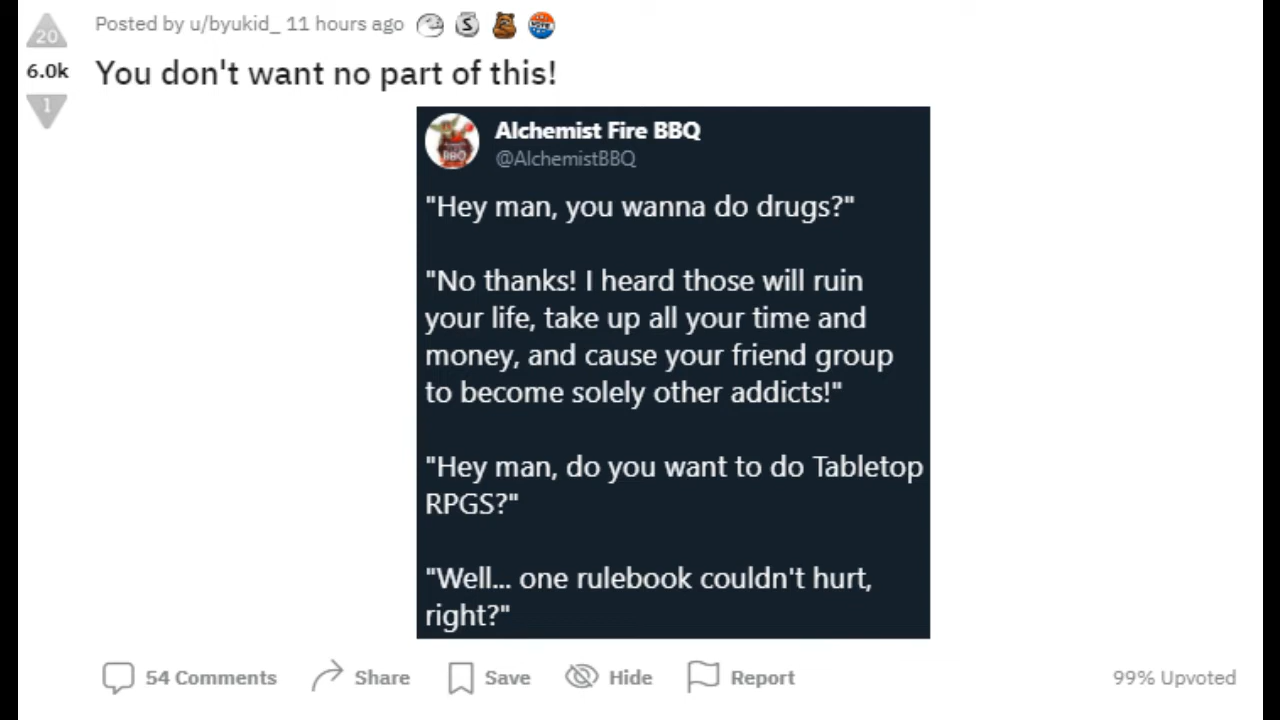 20
Posted by u/byukid_ 11 hours ago
VOTE
6.0k
You don't want no part of this!
1
Alchemist Fire BBQ
@AlchemistBBQ
BBQ
"Hey man, you wanna do drugs?"
"No thanks! I heard those will ruin
your life, take up all your time and
money, and cause your friend group
to become solely other addicts!"
"Hey man, do you want to do Tabletop
RPGS?"
"Well... one rulebook couldn't hurt,
right?"
54 Comments
Share
Save
Hide
Report
99% Upvoted